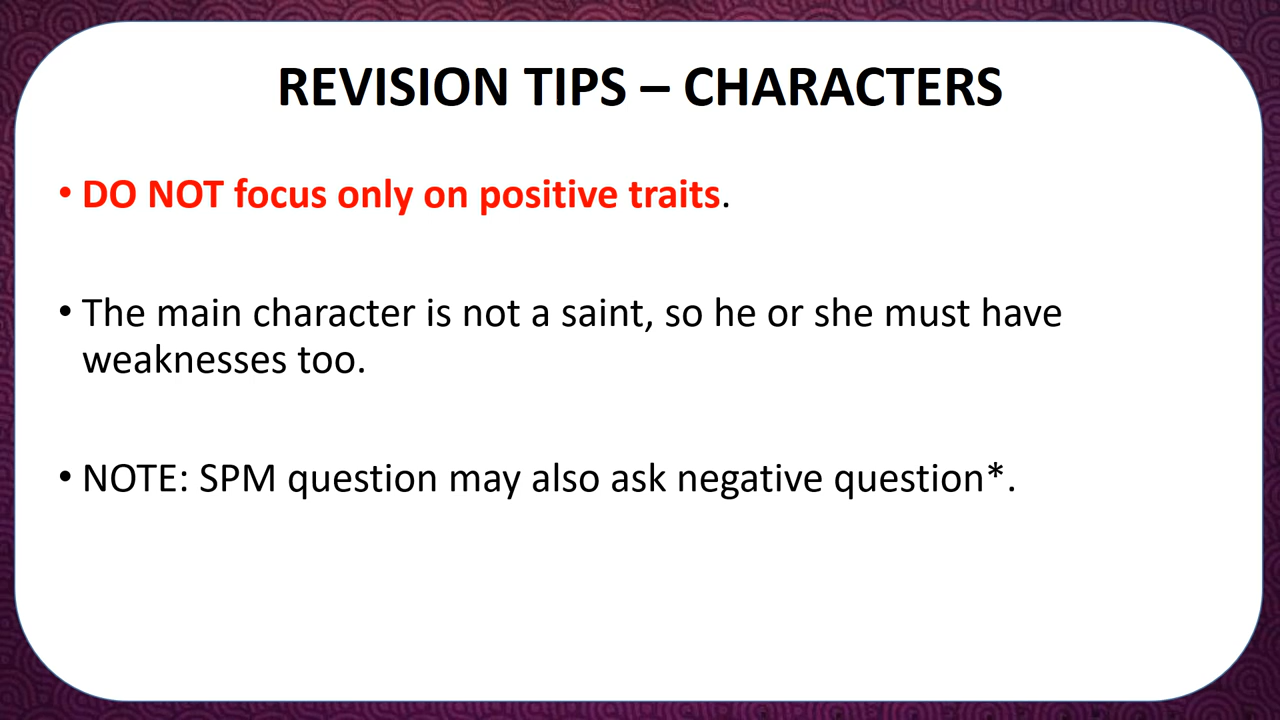 REVISION TIPS – CHARACTERS
• DO NOT focus only on positive traits.
• The main character is not a saint, so he or she must have
weaknesses too.
• NOTE: SPM question may also ask negative question*.